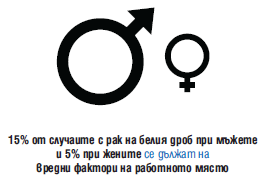 15% от случаите с рак на белия дроб при мъжете
и 5% при жените се дължат на
вредни фактори на работното място